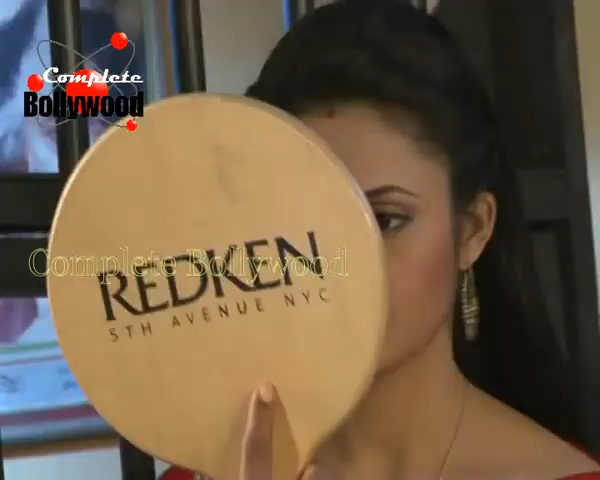 Complete
Bollywood
Complete Bollywood
REDKEN
5TH AVENUE NYC